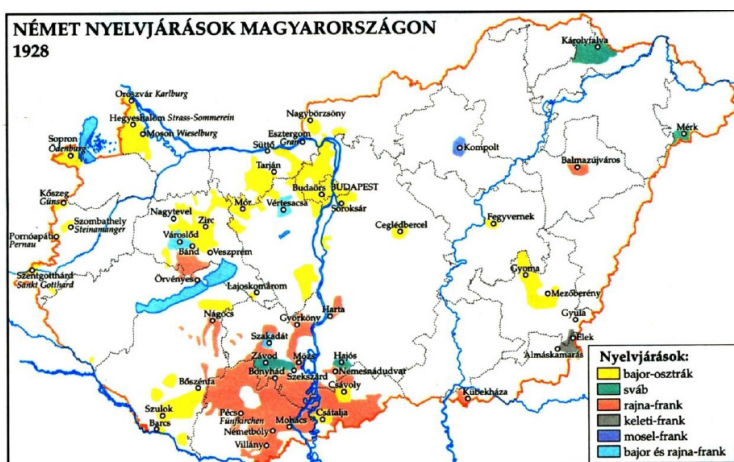 NÉMET NYELVJÁRÁSOK MAGYARORSZÁGON
1928
Károlyfalva
Oroszvár Karlburg
Hegyeshalom Strass-Sommerein
Moson Wieselburg
Nagybörzsöny
Sopron
Ödenburg
Esztergom
Gran
Süttő
Kompolt
Mérk
Balmazújváros
Tarján
Kőszeg
Güns
Budaörs
BUDAPEST
Mór
Vértesacsa
Soroksár
Nagytevel
Zirc
Szombathely
Steinamanger
Pornóapáti
Pernau
Ceglédbercel
Fegyvernek
Városlőd
Bánd
Veszprém
Szentgotthárd
Sankt Gotthard
Örvényes
Gyoma
Lajoskomárom
Mezőberény
Nágocs
Györköny
Harta
Gyula
Elek
Szakadát
Almáskamarás
Závod
Mőzs
Hajós
Bonyhád
Szekszárd
Nemesnádudvar
Bőszénfa
Csávoly
Kübekháza
Szulok
Barcs
Pécs
Fünfkirchen
Mohács
Csátalja
Németbóly
Villány
Nyelvjárások:
bajor-osztrák
sváb
rajna-frank
keleti-frank
mosel-frank
bajor és rajna-frank